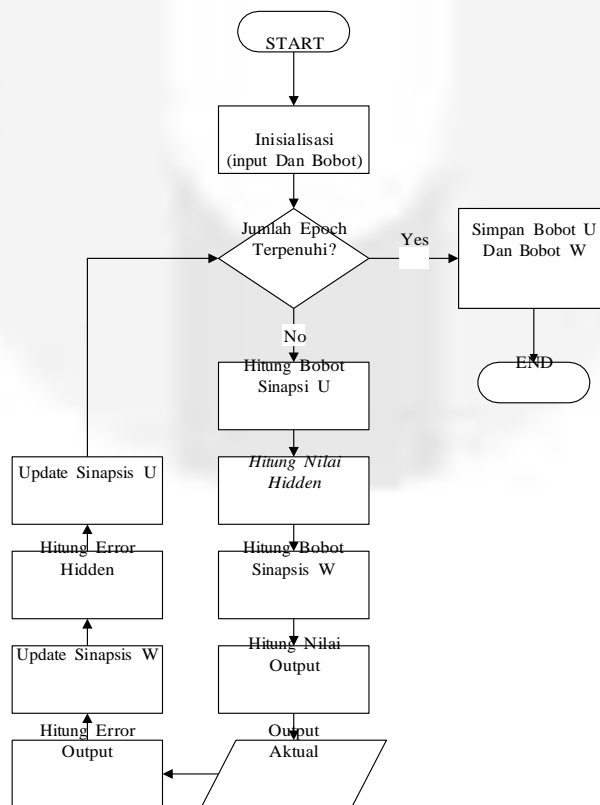 START
Inisialisasi
(input Dan Bobot)
Jumlah Epoch
Terpenuhi?
Yes
Simpan Bobot U
Dan Bobot W
END
No
Hitung Bobot
Sinapsi U
Hitung Nilai
Hidden
Hitung Bobot
Sinapsis W
Hitung Nilai
Output
Output
Aktual
Hitung Error
Output
Update Sinapsis W
Hitung Error
Hidden
Update Sinapsis U